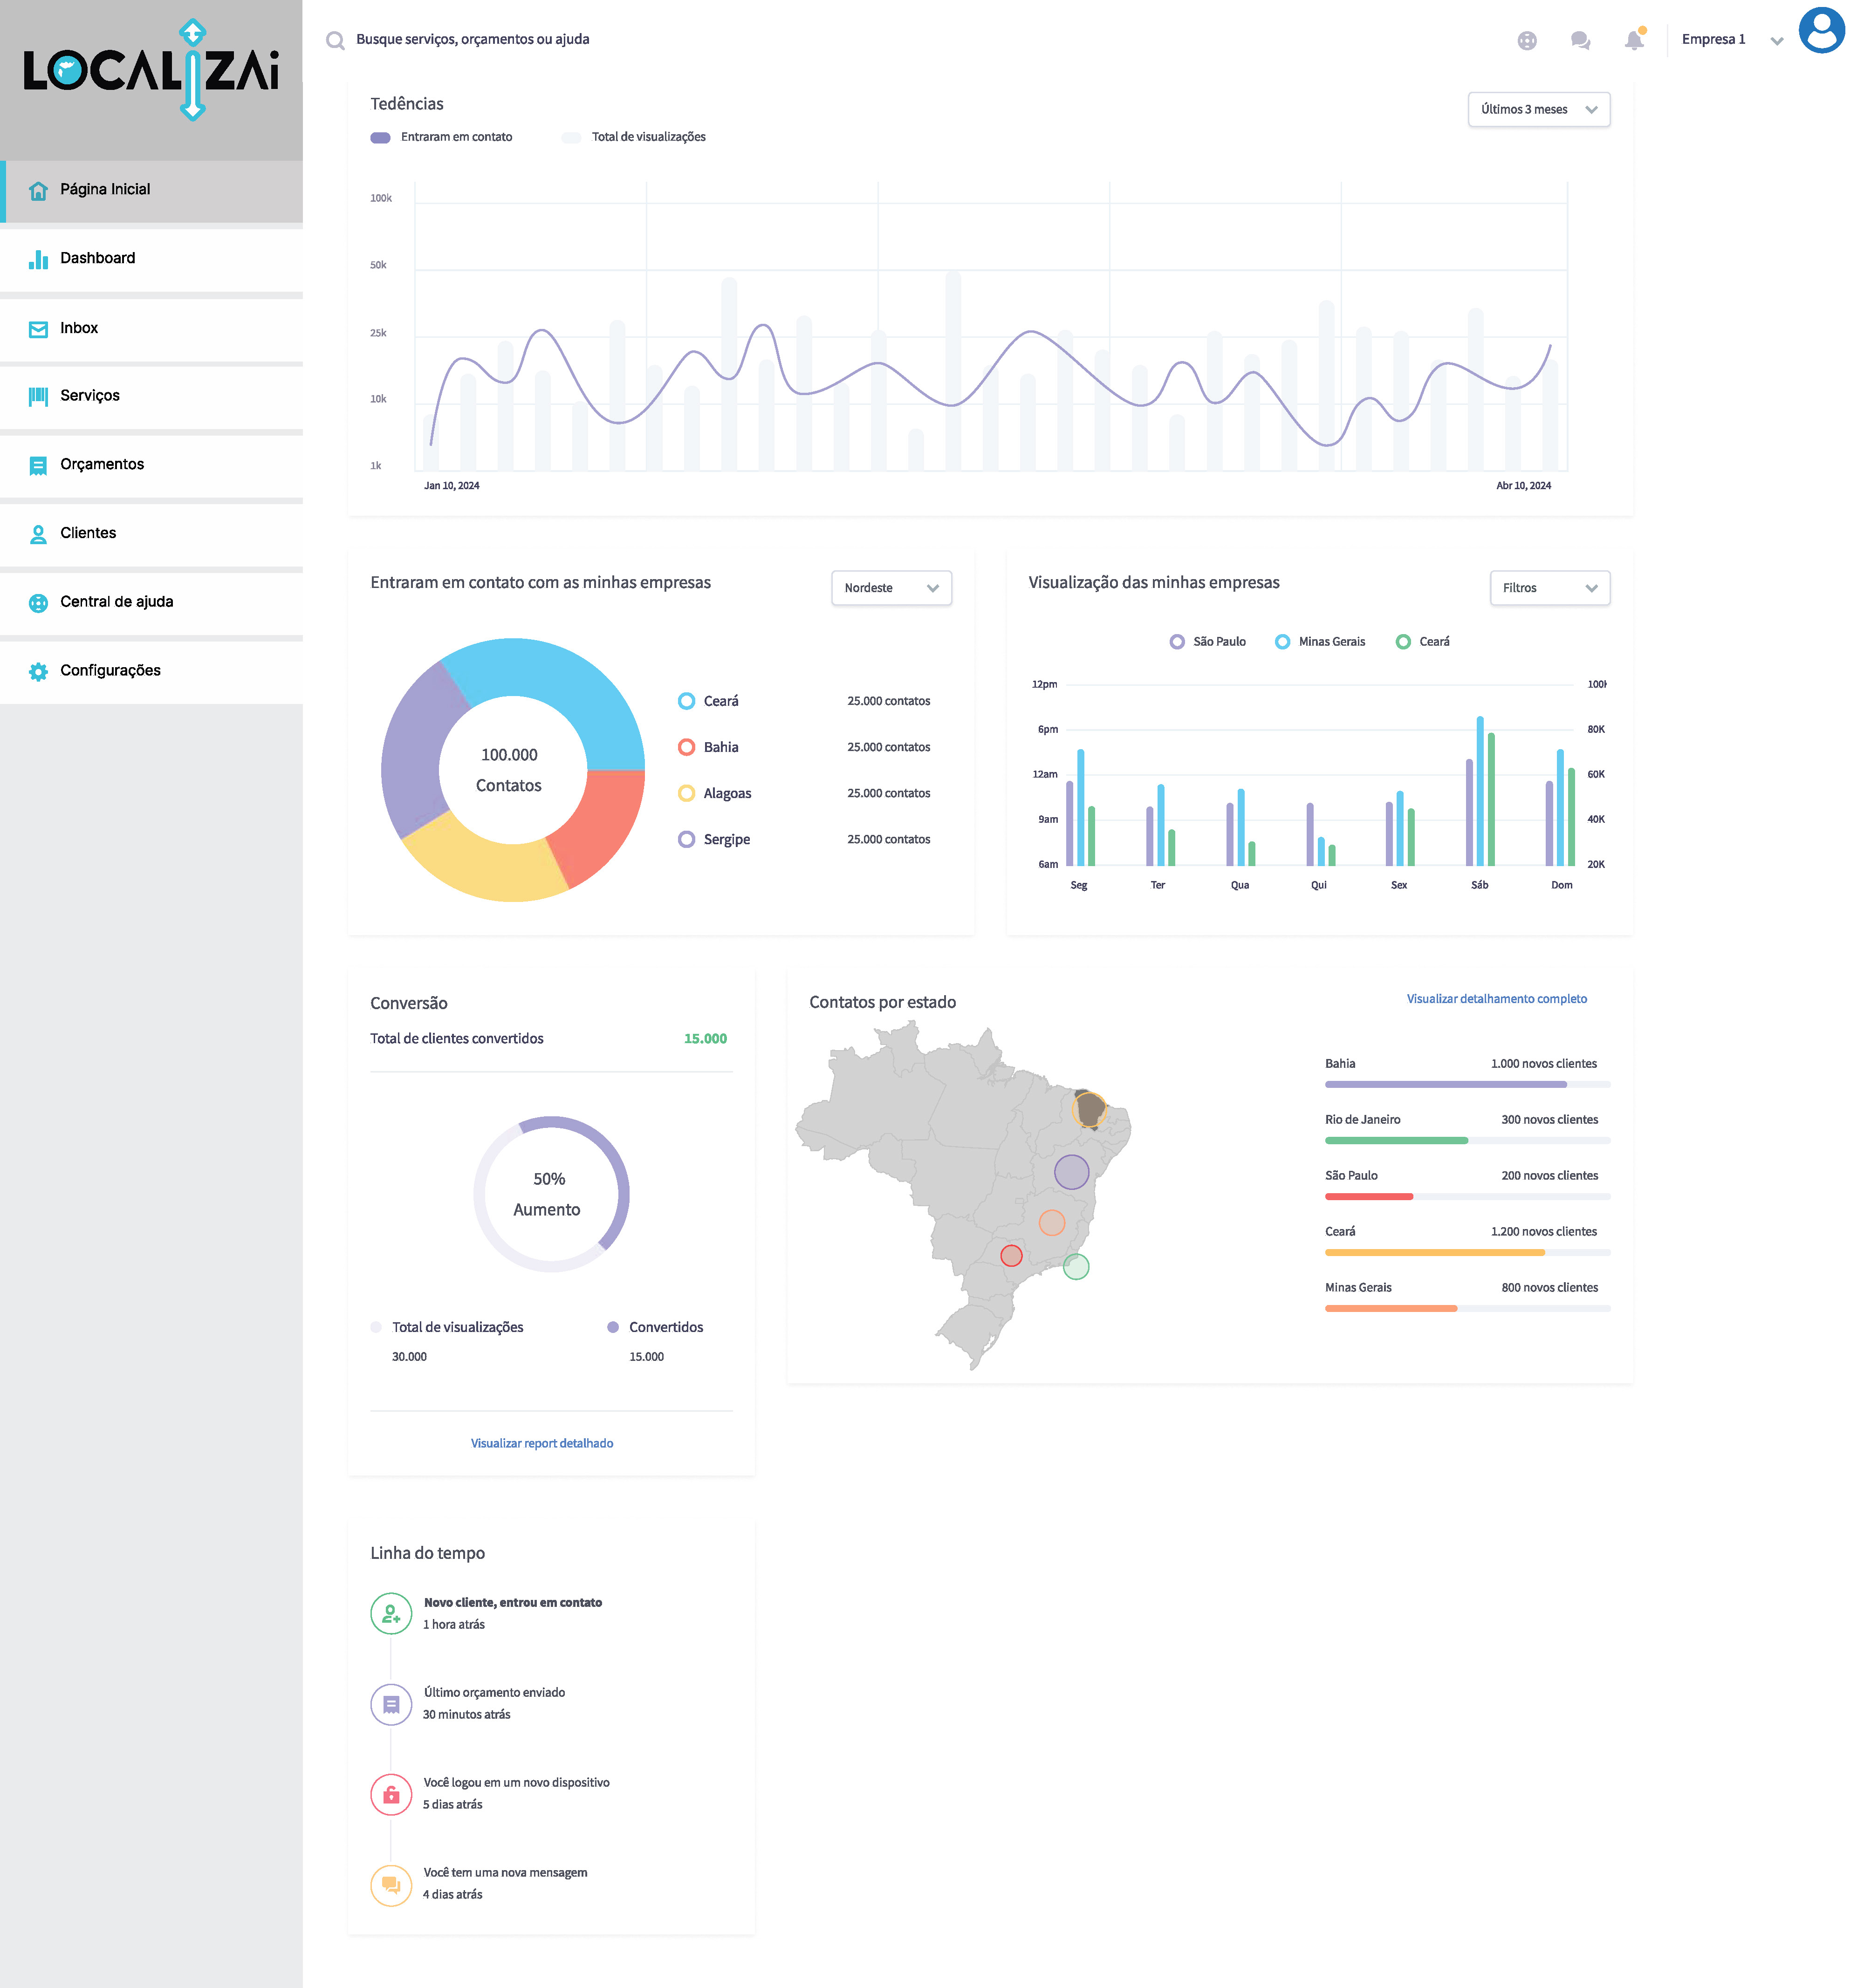 LOCALIZAi
Busque serviços, orçamentos ou ajuda
Empresa 1
Página Inicial
Dashboard
Inbox
Serviços
Orçamentos
Clientes
Central de ajuda
Configurações
Tedências
Últimos 3 meses
Entraram em contato
Total de visualizações
100k
50k
25k
10k
1k
Jan 10, 2024
Abr 10, 2024
Entraram em contato com as minhas empresas
Nordeste
100.000
Contatos
Ceará 25.000 contatos
Bahia 25.000 contatos
Alagoas 25.000 contatos
Sergipe 25.000 contatos
Visualização das minhas empresas
Filtros
São Paulo Minas Gerais Ceará
12pm
6pm
12am
9am
6am
100k
80K
60K
40K
20K
Seg Ter Qua Qui Sex Sáb Dom
Conversão
Total de clientes convertidos 15.000
50%
Aumento
Total de visualizações
30.000
Convertidos
15.000
Visualizar report detalhado
Contatos por estado
Visualizar detalhamento completo
Bahia 1.000 novos clientes
Rio de Janeiro 300 novos clientes
São Paulo 200 novos clientes
Ceará 1.200 novos clientes
Minas Gerais 800 novos clientes
Linha do tempo
Novo cliente, entrou em contato
1 hora atrás
Último orçamento enviado
30 minutos atrás
Você logou em um novo dispositivo
5 dias atrás
Você tem uma nova mensagem
4 dias atrás